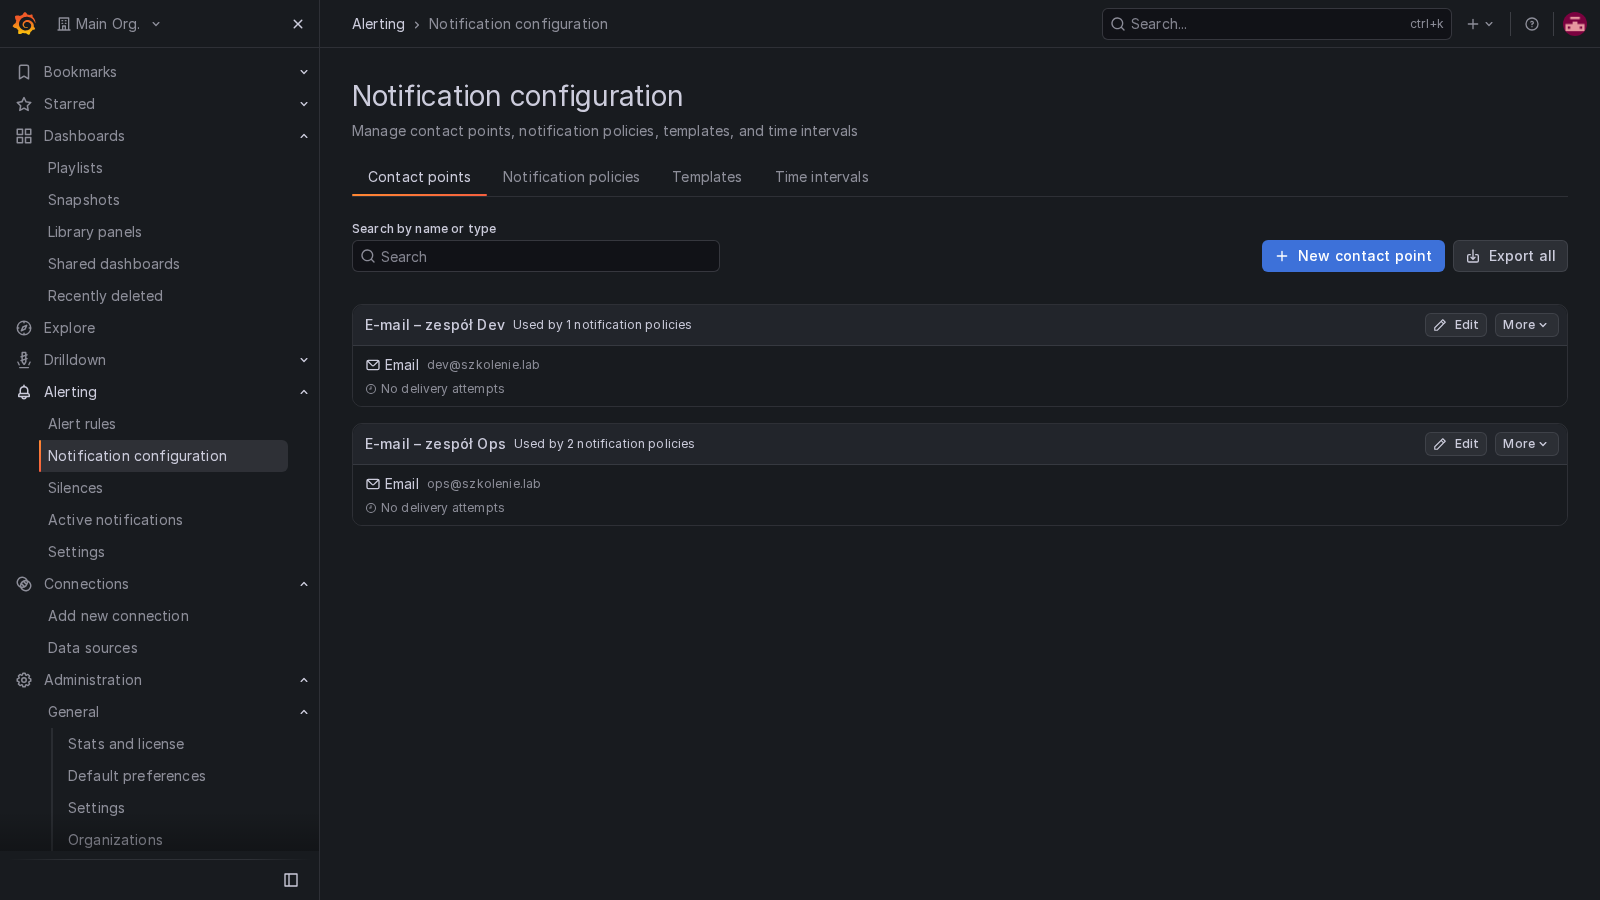 Main Org.
Alerting > Notification configuration
Search...
ctrl+k
Bookmarks
Starred
Dashboards
Playlists
Snapshots
Library panels
Shared dashboards
Recently deleted
Explore
Drilldown
Alerting
Alert rules
Notification configuration
Silences
Active notifications
Settings
Connections
Add new connection
Data sources
Administration
General
Stats and license
Default preferences
Settings
Organizations
Notification configuration
Manage contact points, notification policies, templates, and time intervals
Contact points Notification policies Templates Time intervals
Search by name or type
Search
New contact point Export all
E-mail – zespół Dev Used by 1 notification policies Edit More
Email dev@szkolenie.lab
No delivery attempts
E-mail – zespół Ops Used by 2 notification policies Edit More
Email ops@szkolenie.lab
No delivery attempts